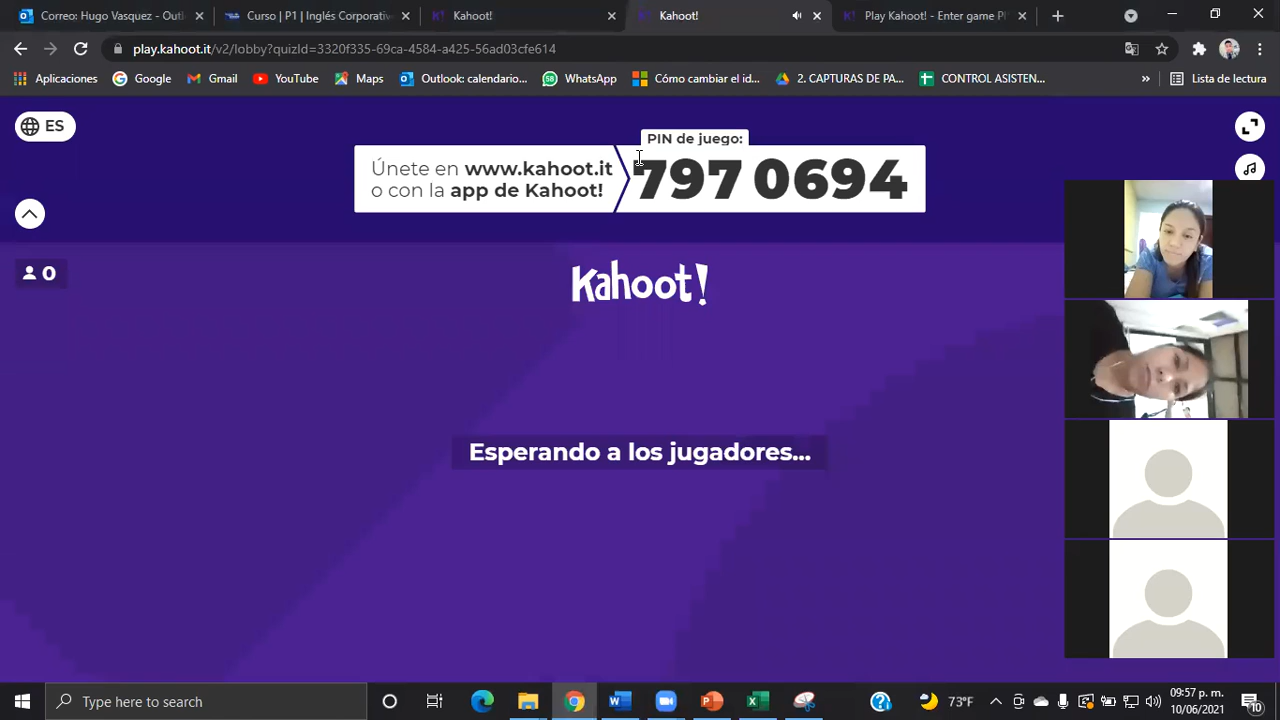 Correo: Hugo Vasquez - Outl
Curso | P1 | Inglés Corporativ
Kahoot!
Kahoot!
Play Kahoot! - Enter game PI
play.kahoot.it/v2/lobby?quizId=3320f335-69ca-4584-a425-56ad03cfe614
Aplicaciones
Google
Gmail
YouTube
Maps
Outlook: calendario...
58
WhatsApp
Cómo cambiar el id...
2. CAPTURAS DE PA...
CONTROL ASISTEN...
»
Lista de lectura
ES
PIN de juego:
Únete en www.kahoot.it
o con la app de Kahoot!
797 0694
0
Kahoot!
Esperando a los jugadores...
Type here to search
73°F
09:57 p. m.
10/06/2021
10